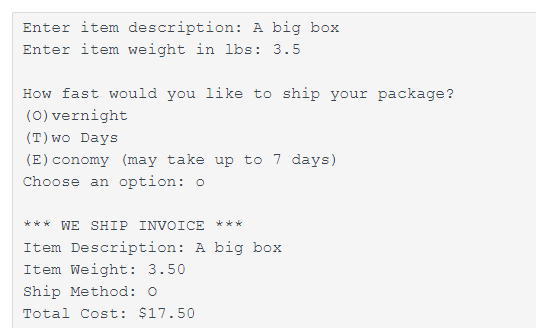 Enter item description: A big box
Enter item weight in lbs: 3.5
How fast would you like to ship your package?
(O)vernight
(T)wo Days
(E)conomy (may take up to 7 days)
Choose an option: o
*** WE SHIP INVOICE ***
Item Description: A big box
Item Weight: 3.50
Ship Method: O
Total Cost: $17.50